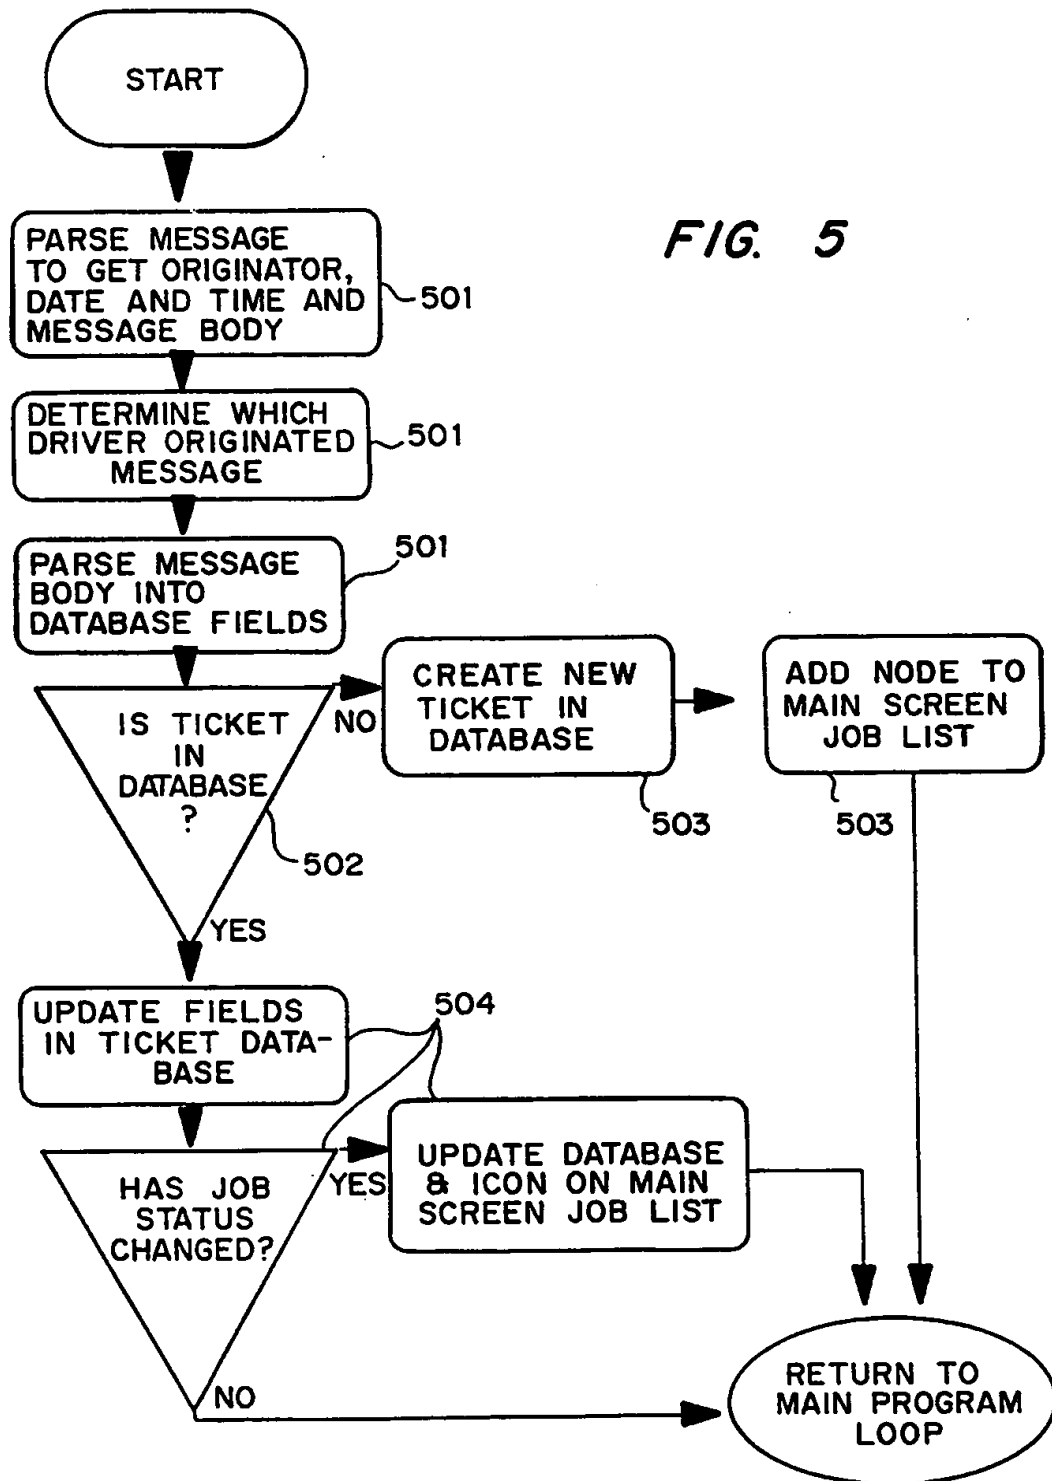 START
FIG. 5
PARSE MESSAGE
TO GET ORIGINATOR,
DATE AND TIME AND
MESSAGE BODY
501
DETERMINE WHICH
DRIVER ORIGINATED
MESSAGE
501
PARSE MESSAGE
BODY INTO
DATABASE FIELDS
501
IS TICKET
IN
DATABASE
?
502
NO
CREATE NEW
TICKET IN
DATABASE
503
ADD NODE TO
MAIN SCREEN
JOB LIST
503
YES
UPDATE FIELDS
IN TICKET DATA-
BASE
504
HAS JOB
STATUS
CHANGED?
YES
UPDATE DATABASE
& ICON ON MAIN
SCREEN JOB LIST
NO
RETURN TO
MAIN PROGRAM
LOOP